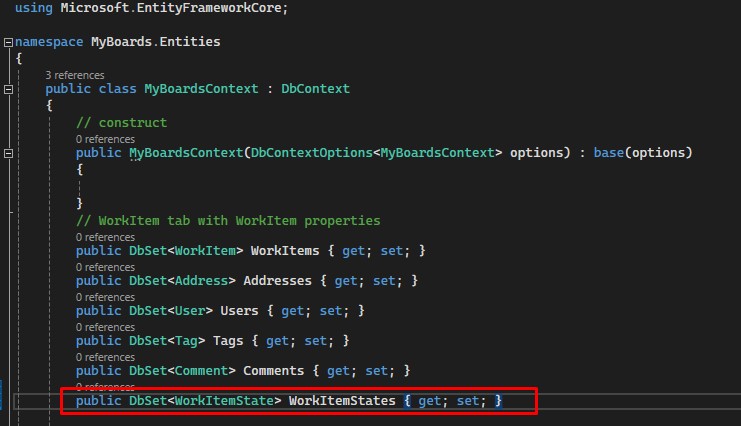 using Microsoft.EntityFrameworkCore;
namespace MyBoards.Entities
{
3 references
public class MyBoardsContext : DbContext
{
// construct
0 references
public MyBoardsContext(DbContextOptions<MyBoardsContext> options) : base(options)
{
}
// WorkItem tab with WorkItem properties
0 references
public DbSet<WorkItem> WorkItems { get; set; }
0 references
public DbSet<Address> Addresses { get; set; }
0 references
public DbSet<User> Users { get; set; }
0 references
public DbSet<Tag> Tags { get; set; }
0 references
public DbSet<Comment> Comments { get; set; }
0 references
public DbSet<WorkItemState> WorkItemStates { get; set; }